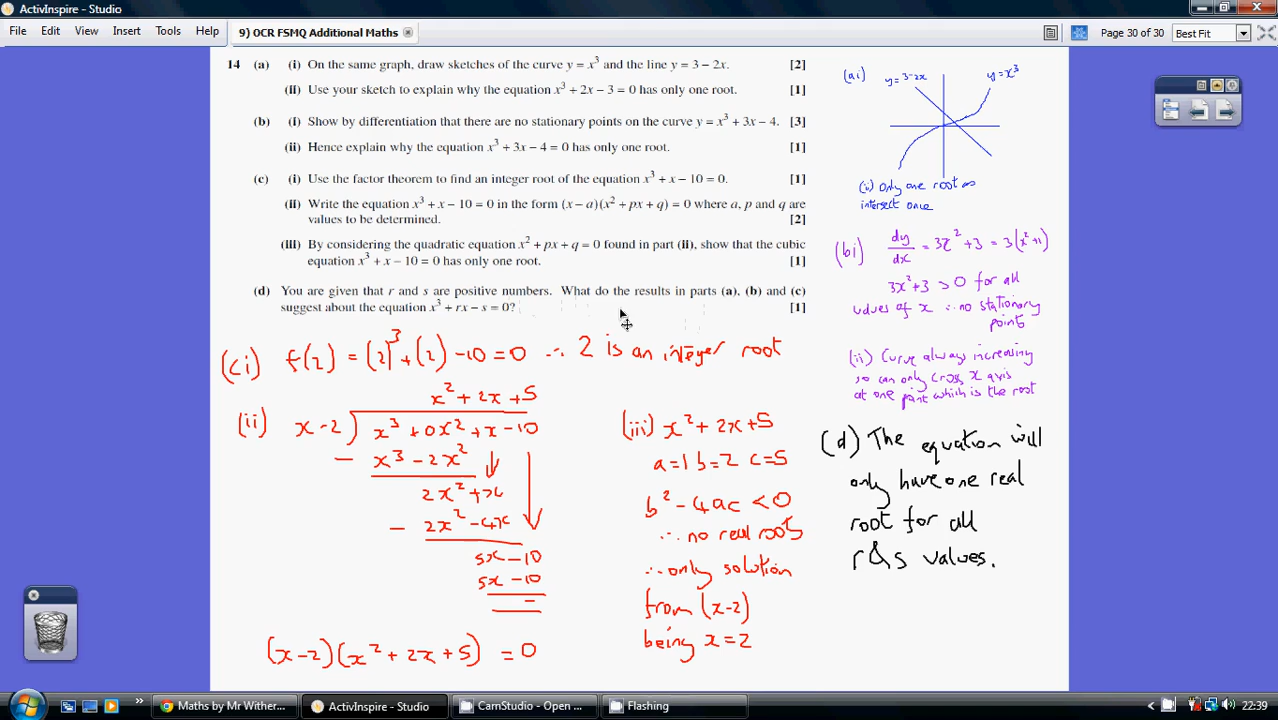 ActivInspire - Studio
File Edit View Insert Tools Help
9) OCR FSMQ Additional Maths
Page 30 of 30
Best Fit
14 (a) (i) On the same graph, draw sketches of the curve y = x³ and the line y = 3 – 2x. [2]
(ii) Use your sketch to explain why the equation x³ + 2x – 3 = 0 has only one root. [1]
(b) (i) Show by differentiation that there are no stationary points on the curve y = x³ + 3x – 4. [3]
(ii) Hence explain why the equation x³ + 3x – 4 = 0 has only one root. [1]
(c) (i) Use the factor theorem to find an integer root of the equation x³ + x – 10 = 0. [1]
(ii) Write the equation x³ + x – 10 = 0 in the form (x – a)(x² + px + q) = 0 where a, p and q are
values to be determined. [2]
(iii) By considering the quadratic equation x² + px + q = 0 found in part (ii), show that the cubic
equation x³ + x – 10 = 0 has only one root. [1]
(d) You are given that r and s are positive numbers. What do the results in parts (a), (b) and (c)
suggest about the equation x³ + rx – s = 0? [1]
(ai)
y=3-2x
y=x³
(ii) Only one root as
intersect once
(bi) dy/dx = 3x² + 3 = 3(x²+1)
3x²+3 > 0 for all
values of x ∴ no stationary
points
(ii) Curve always increasing
so can only cross x axis
at one point which is the root
(ci) f(2) = (2)³ + (2) - 10 = 0 ∴ 2 is an integer root
x² + 2x + 5
(ii) x - 2 ) x³ + 0x² + x - 10
- x³ - 2x²
2x² + x
- 2x² - 4x
5x - 10
5x - 10
=
(x-2)(x² + 2x + 5) = 0
(iii) x² + 2x + 5
a=1 b=2 c=5
b² - 4ac < 0
∴ no real roots
∴ only solution
from (x-2)
being x = 2
(d) The equation will
only have one real
root for all
r & s values.
Maths by Mr Wither...
ActivInspire - Studio
CamStudio - Open ...
Flashing
22:39